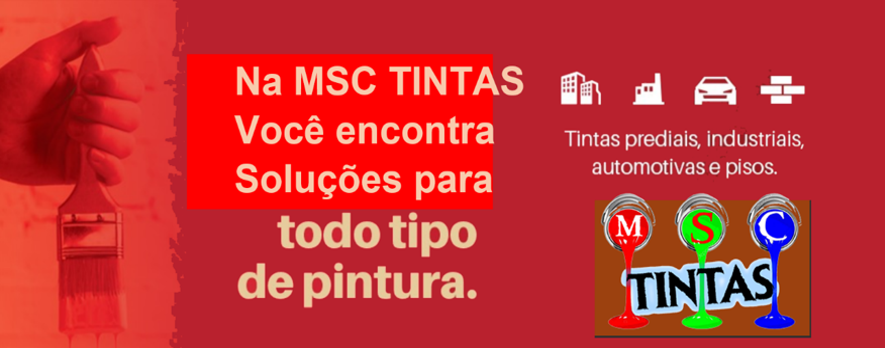 Na MSC TINTAS
Você encontra
Soluções para
todo tipo
de pintura.
Tintas prediais, industriais,
automotivas e pisos.
M S C
TINTAS